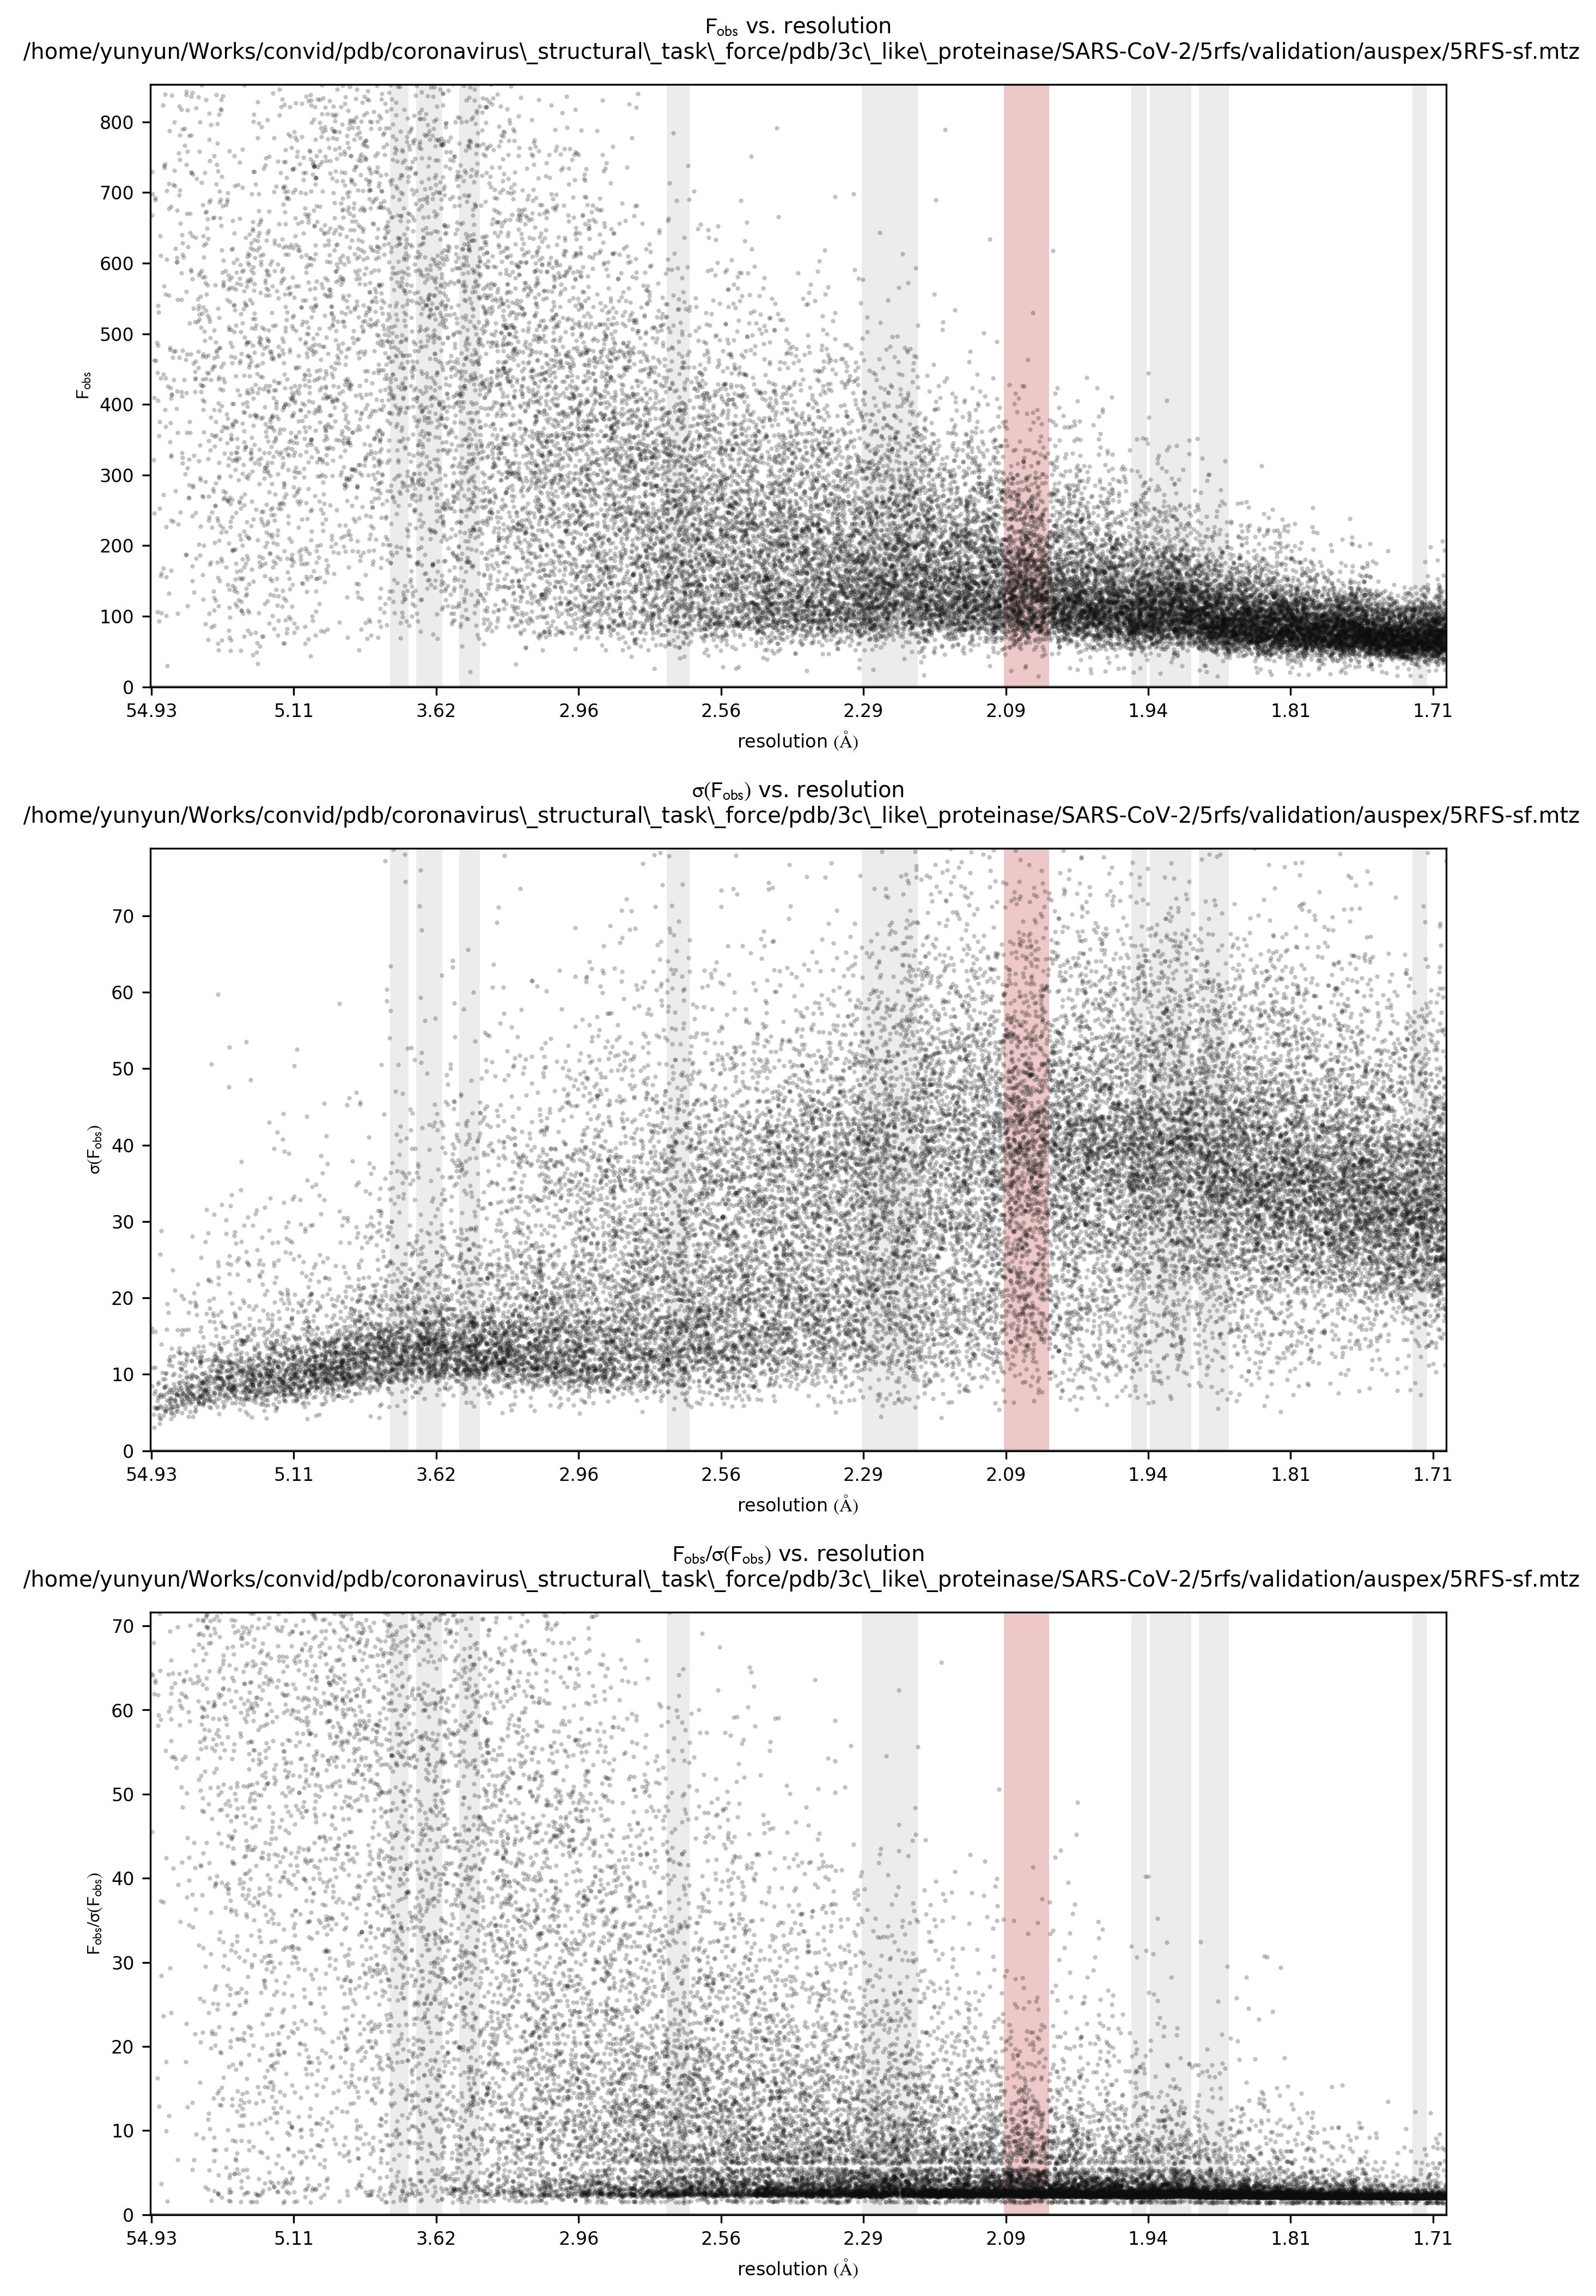 Fobs vs. resolution
/home/yunyun/Works/convid/pdb/coronavirus\_structural\_task\_force/pdb/3c\_like\_proteinase/SARS-CoV-2/5rfs/validation/auspex/5RFS-sf.mtz
800
700
600
500
400
300
200
100
0
Fobs
54.93 5.11 3.62 2.96 2.56 2.29 2.09 1.94 1.81 1.71
resolution (Å)
σ(Fobs) vs. resolution
/home/yunyun/Works/convid/pdb/coronavirus\_structural\_task\_force/pdb/3c\_like\_proteinase/SARS-CoV-2/5rfs/validation/auspex/5RFS-sf.mtz
70
60
50
40
30
20
10
0
σ(Fobs)
54.93 5.11 3.62 2.96 2.56 2.29 2.09 1.94 1.81 1.71
resolution (Å)
Fobs/σ(Fobs) vs. resolution
/home/yunyun/Works/convid/pdb/coronavirus\_structural\_task\_force/pdb/3c\_like\_proteinase/SARS-CoV-2/5rfs/validation/auspex/5RFS-sf.mtz
70
60
50
40
30
20
10
0
Fobs/σ(Fobs)
54.93 5.11 3.62 2.96 2.56 2.29 2.09 1.94 1.81 1.71
resolution (Å)